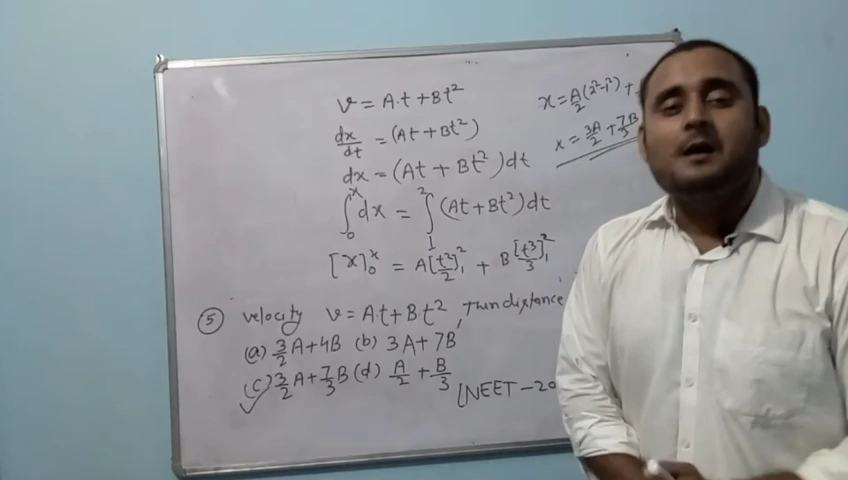 v = A.t + Bt²
dx/dt = (At + Bt²)
dx = (At + Bt²) dt
∫₀ˣ dx = ∫₁² (At + Bt²) dt
[x]₀ˣ = A[t²/2]₁² + B[t³/3]₁²
x = A/2 (2² - 1²) +
x = 3A/2 + 7B/3
⑤ velocity v = A.t + Bt², Then distance
(a) 3/2 A + 4B (b) 3A + 7B
(c) 3/2 A + 7/3 B (d) A/2 + B/3
✓ [NEET - 20